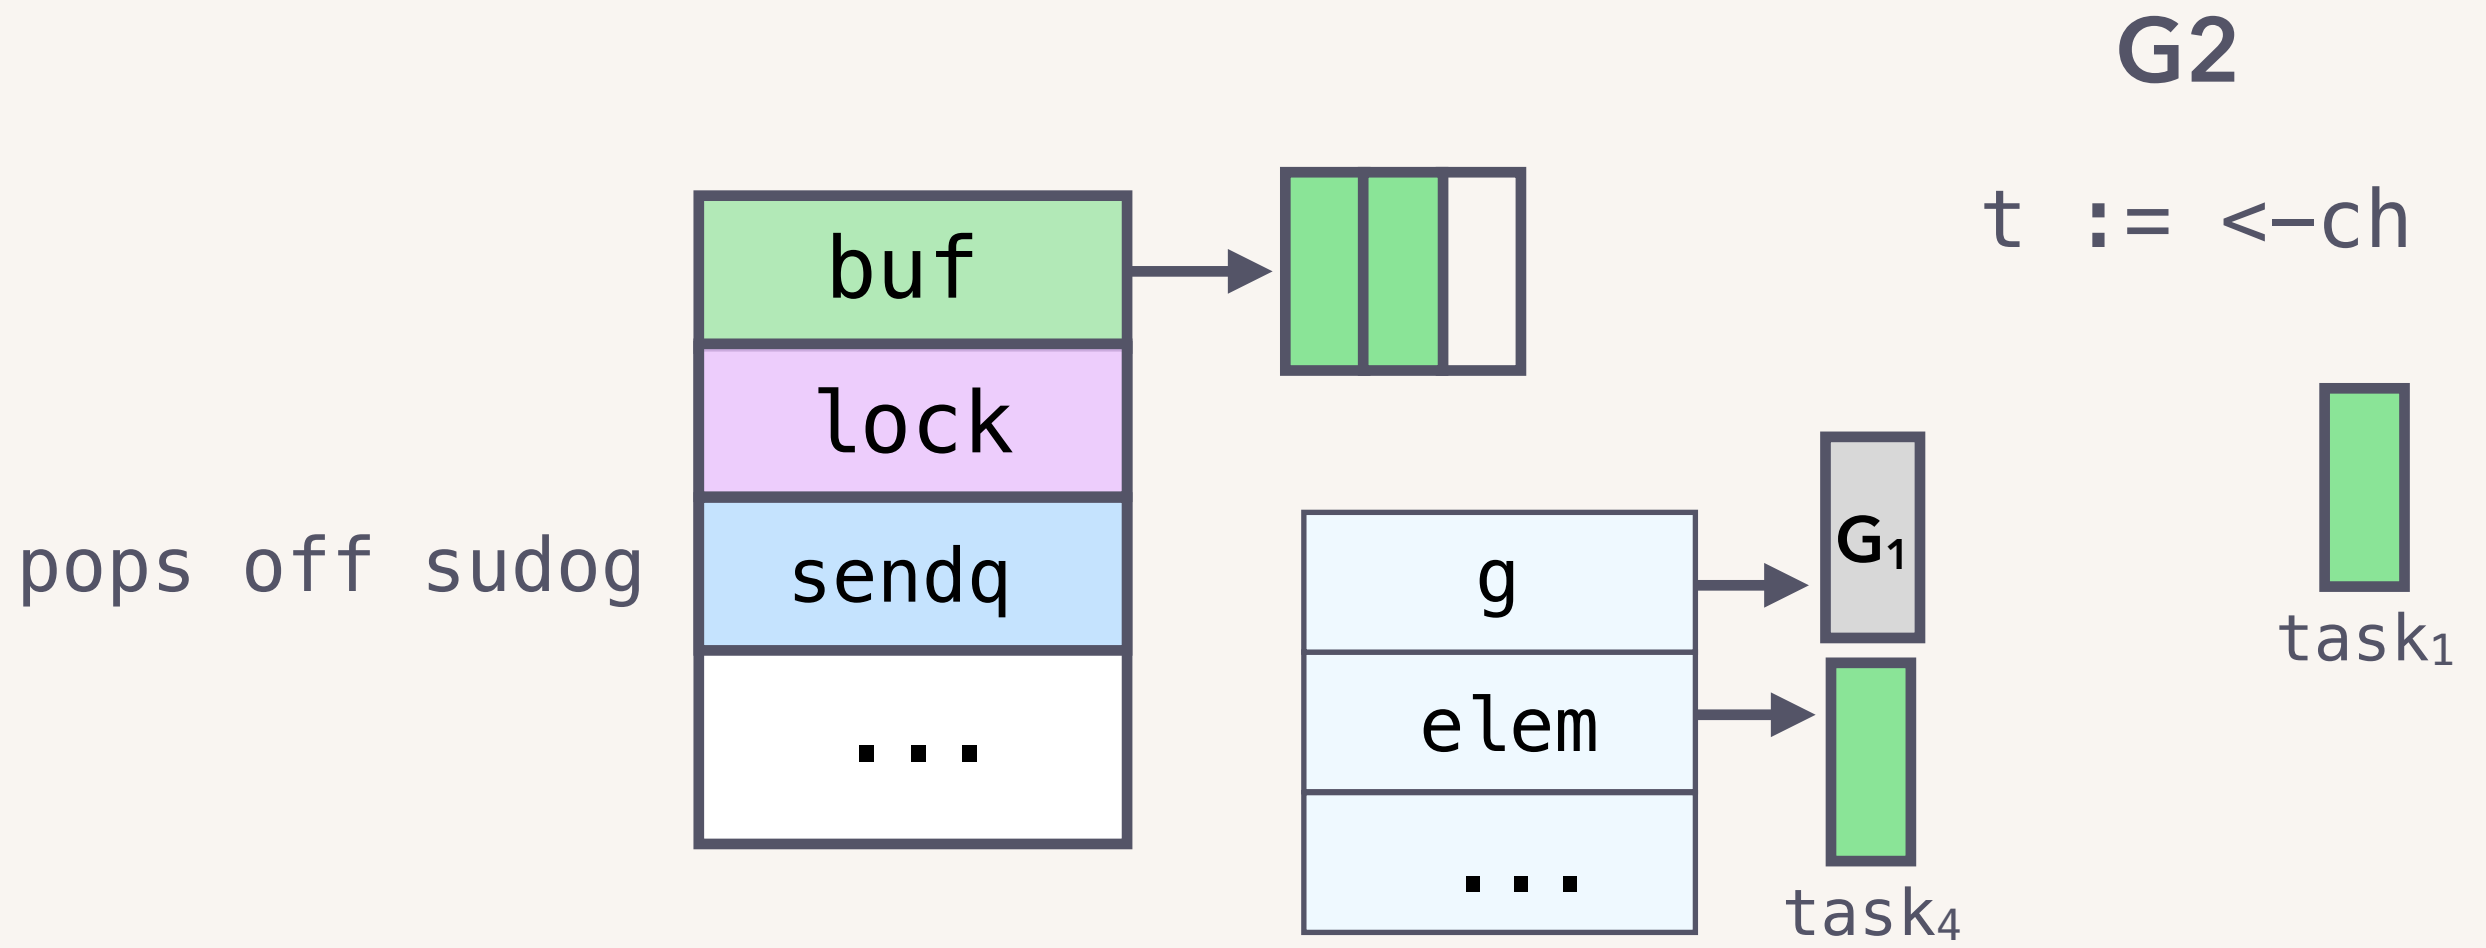 G2
t := <-ch
buf
lock
pops off sudog
sendq
...
g
elem
...
G₁
task₁
task₄